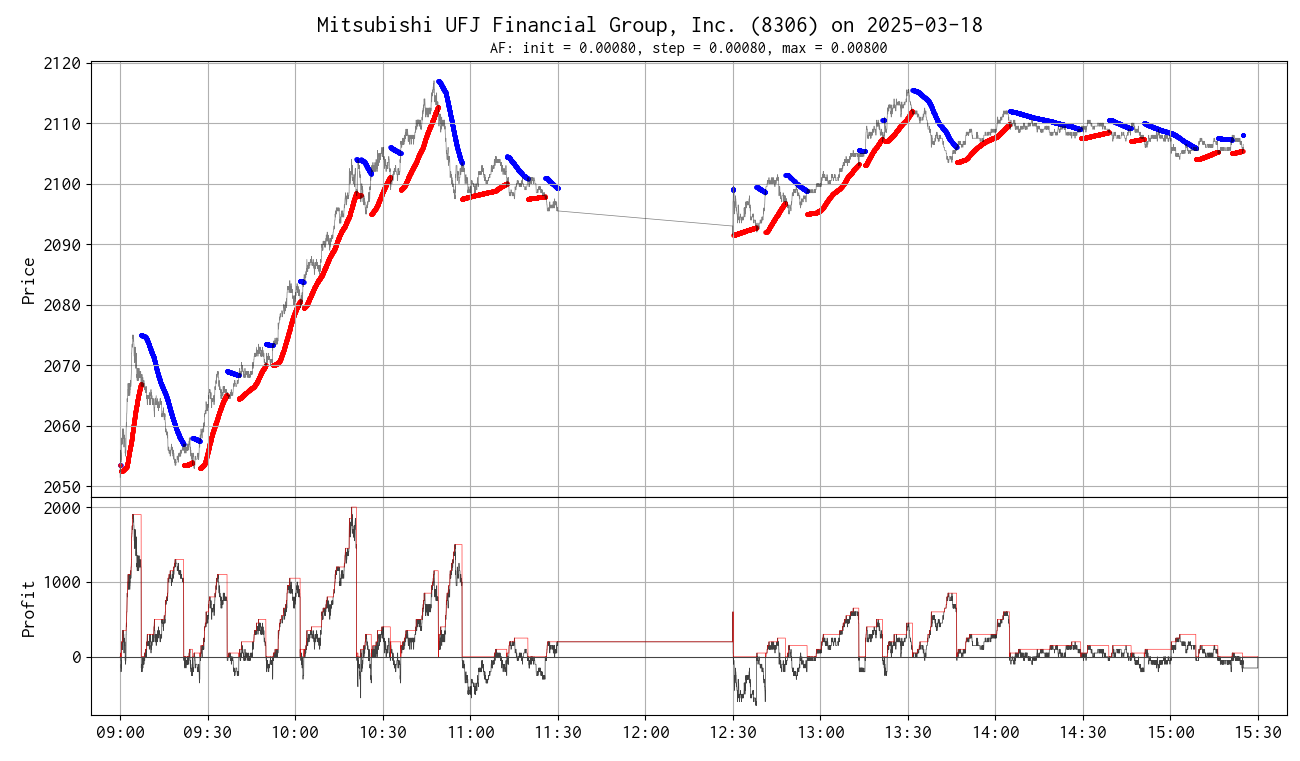 Mitsubishi UFJ Financial Group, Inc. (8306) on 2025-03-18
AF: init = 0.00080, step = 0.00080, max = 0.00800
Price
2120
2110
2100
2090
2080
2070
2060
2050
Profit
2000
1000
0
09:00 09:30 10:00 10:30 11:00 11:30 12:00 12:30 13:00 13:30 14:00 14:30 15:00 15:30